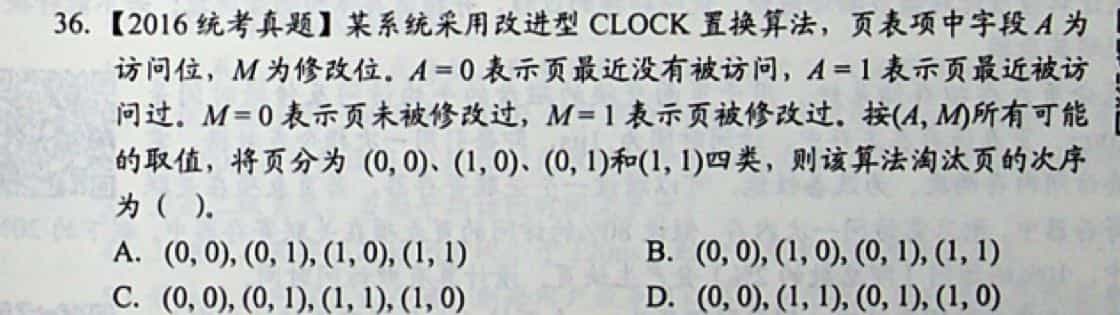 36. 【2016 统考真题】某系统采用改进型 CLOCK 置换算法，页表项中字段 A 为
访问位，M 为修改位。A = 0 表示页最近没有被访问，A = 1 表示页最近被访
问过。M = 0 表示页未被修改过，M = 1 表示页被修改过。按(A, M)所有可能
的取值，将页分为 (0, 0)、(1, 0)、(0, 1)和(1, 1)四类，则该算法淘汰页的次序
为（ ）。
A. (0, 0), (0, 1), (1, 0), (1, 1) B. (0, 0), (1, 0), (0, 1), (1, 1)
C. (0, 0), (0, 1), (1, 1), (1, 0) D. (0, 0), (1, 1), (0, 1), (1, 0)